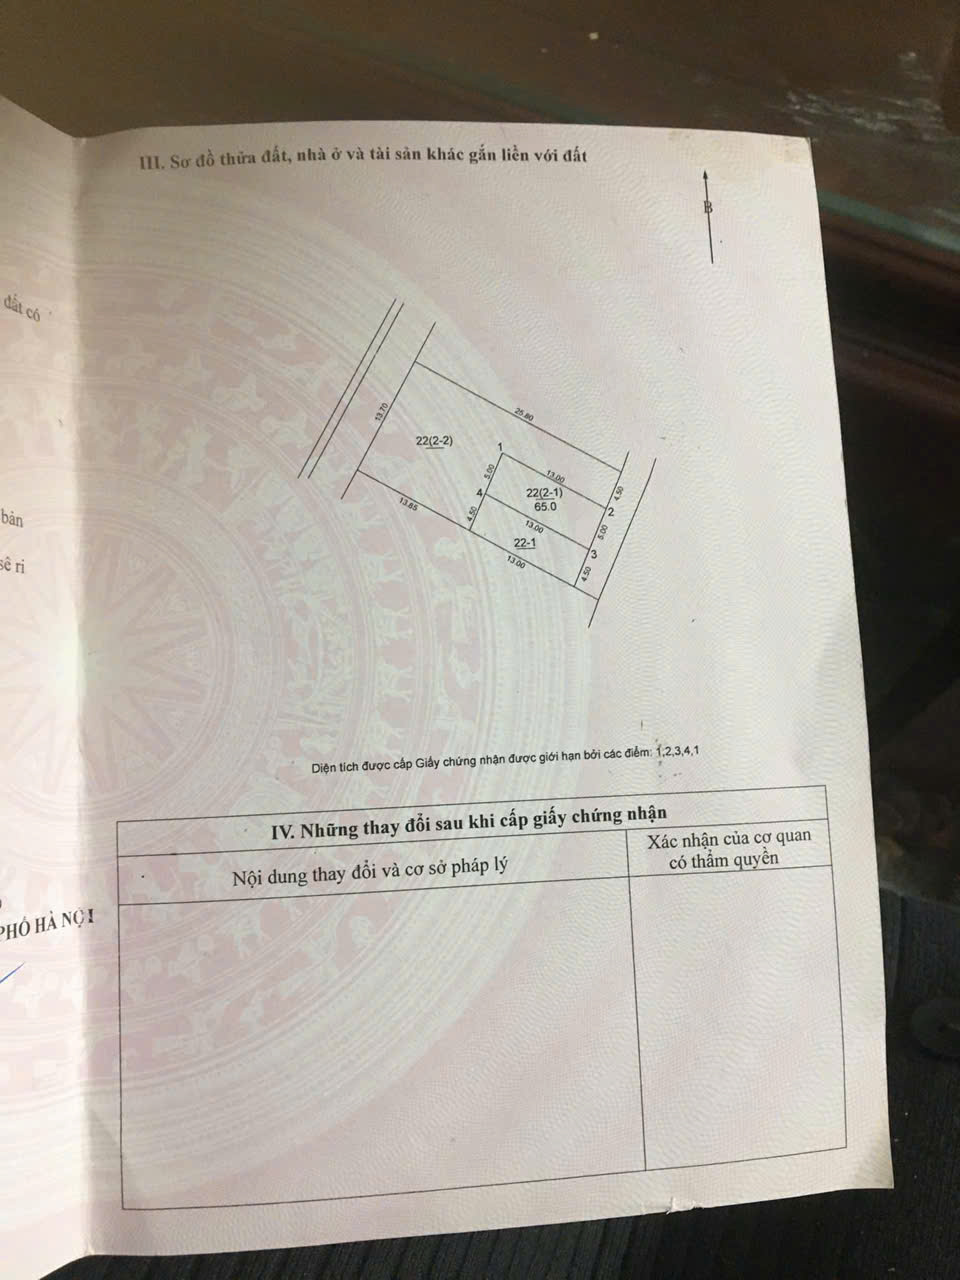 III. Sơ đồ thửa đất, nhà ở và tài sản khác gắn liền với đất
B
đất có
bản
sê ri
PHỐ HÀ NỘI
13.70
25.80
22(2-2)
1
5.00
13.00
4.50
4
22(2-1)
65.0
2
13.85
4.50
13.00
5.00
22-1
3
13.00
4.50
Diện tích được cấp Giấy chứng nhận được giới hạn bởi các điểm: 1,2,3,4,1
IV. Những thay đổi sau khi cấp giấy chứng nhận
Nội dung thay đổi và cơ sở pháp lý
Xác nhận của cơ quan
có thẩm quyền